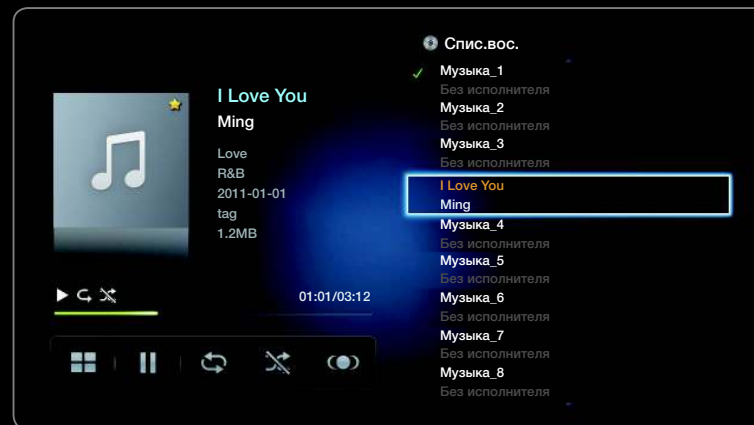 I Love You
Ming
Love
R&B
2011-01-01
tag
1.2MB
01:01/03:12
Спис.вос.
Музыка_1
Без исполнителя
Музыка_2
Без исполнителя
Музыка_3
Без исполнителя
I Love You
Ming
Музыка_4
Без исполнителя
Музыка_5
Без исполнителя
Музыка_6
Без исполнителя
Музыка_7
Без исполнителя
Музыка_8
Без исполнителя